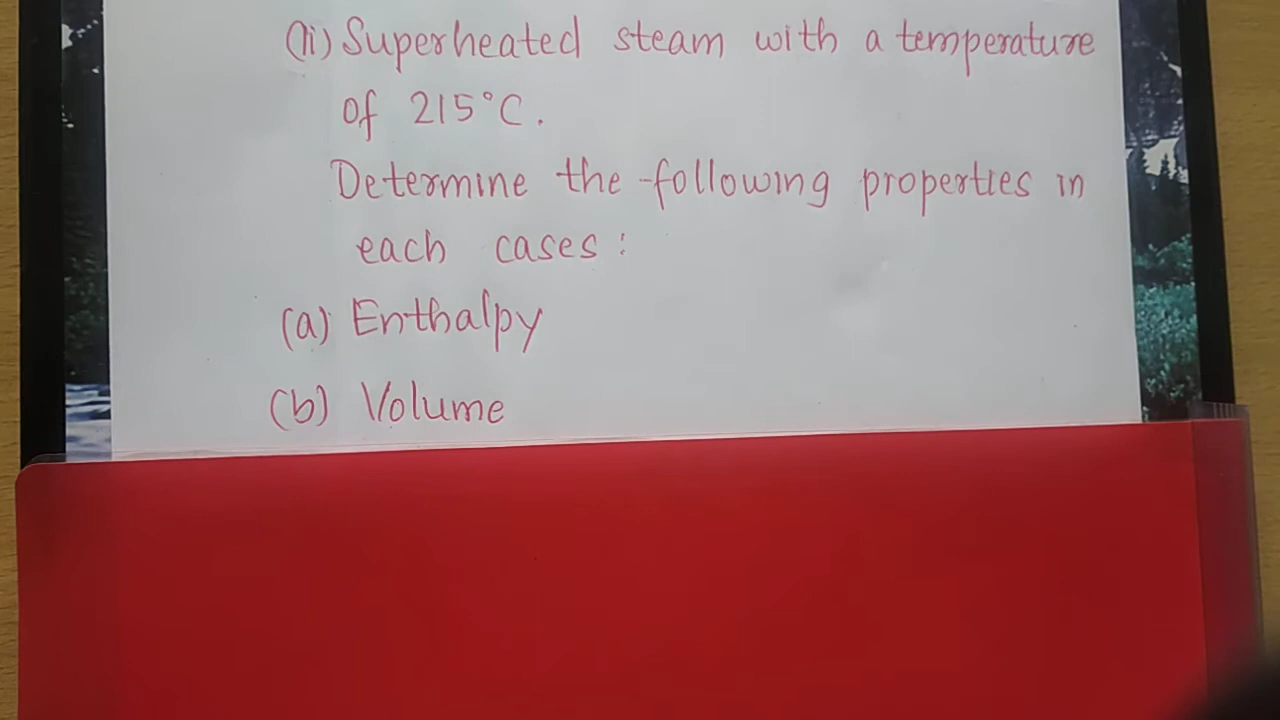 (ii) Superheated steam with a temperature
of 215°C.
Determine the following properties in
each cases :
(a) Enthalpy
(b) Volume